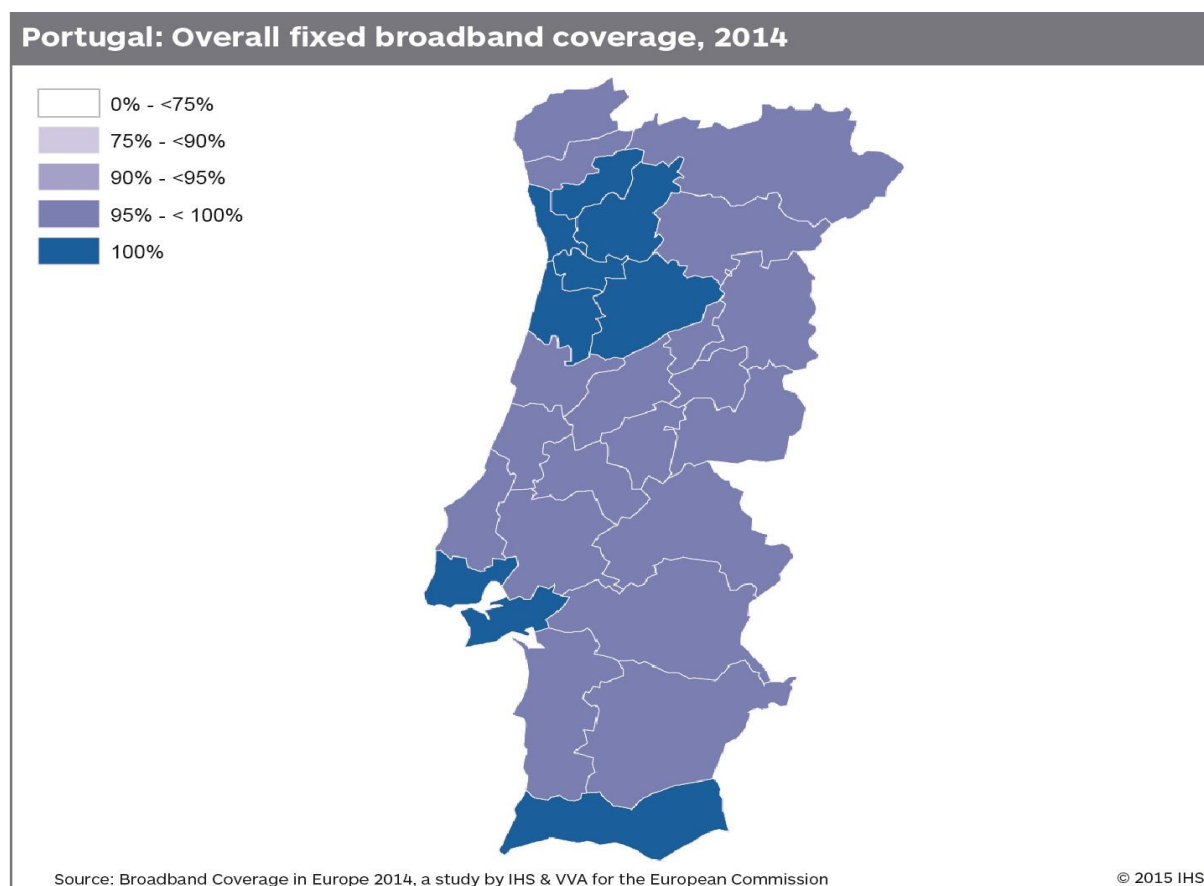 Portugal: Overall fixed broadband coverage, 2014
0% - <75%
75% - <90%
90% - <95%
95% - < 100%
100%
Source: Broadband Coverage in Europe 2014, a study by IHS & VVA for the European Commission
© 2015 IHS